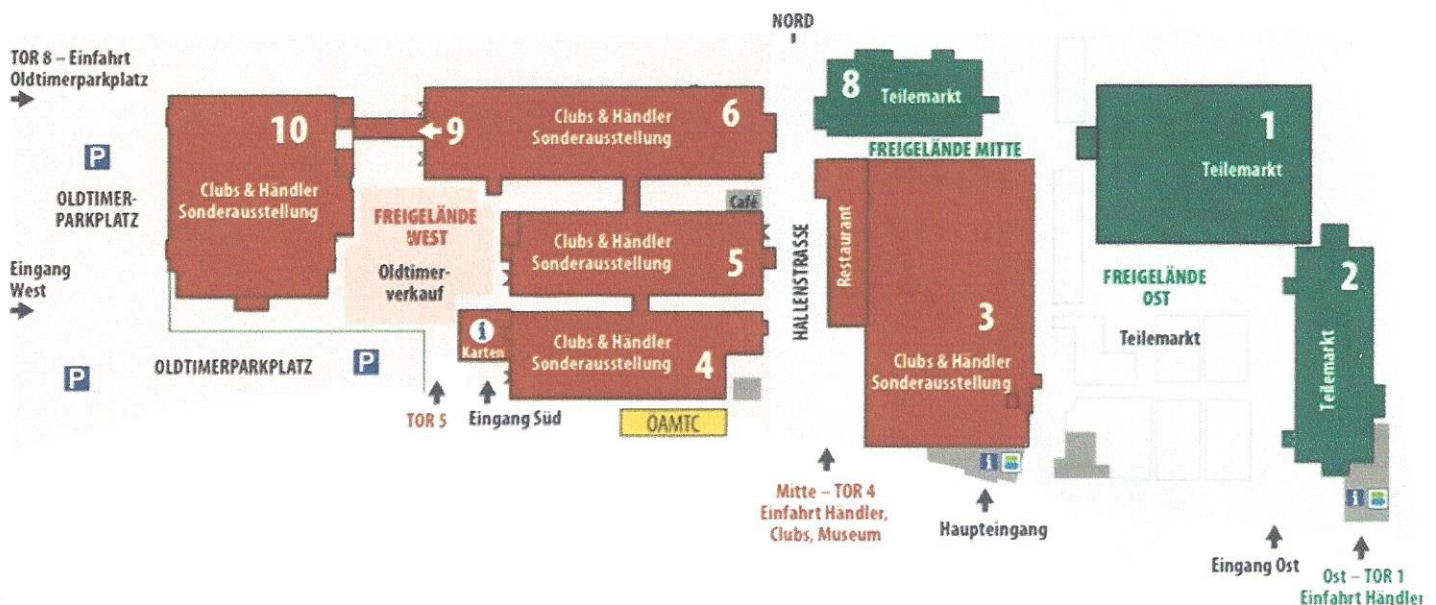 NORD
TOR 8 – Einfahrt
Oldtimerparkplatz
P
OLDTIMER-
PARKPLATZ
Eingang
West
P
OLDTIMERPARKPLATZ
P
10
Clubs & Händler
Sonderausstellung
9
Clubs & Händler
Sonderausstellung
6
FREIGELÄNDE
WEST
Oldtimer-
verkauf
Café
Clubs & Händler
Sonderausstellung
5
i
Karten
Clubs & Händler
Sonderausstellung
4
TOR 5
Eingang Süd
ÖAMTC
HALLENSTRASSE
8
Teilemarkt
FREIGELÄNDE MITTE
Restaurant
3
Clubs & Händler
Sonderausstellung
i
Mitte – TOR 4
Einfahrt Händler,
Clubs, Museum
Haupteingang
1
Teilemarkt
FREIGELÄNDE
OST
Teilemarkt
2
Teilemarkt
i
Eingang Ost
Ost – TOR 1
Einfahrt Händler